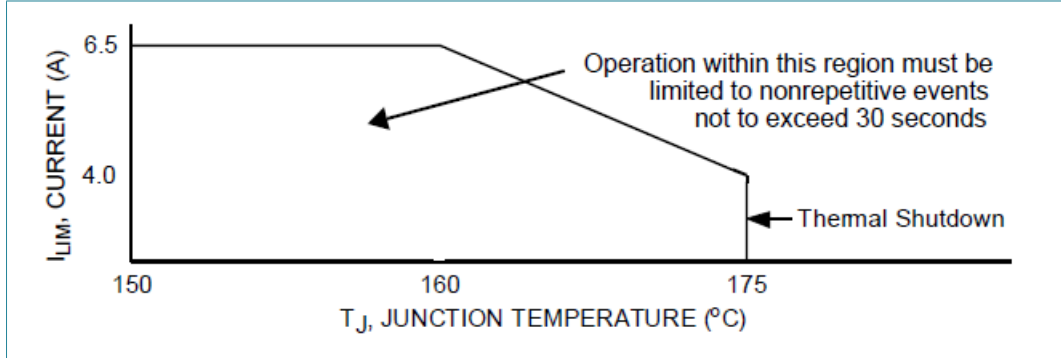 6.5
4.0
I_LIM, CURRENT (A)
Operation within this region must be
limited to nonrepetitive events
not to exceed 30 seconds
Thermal Shutdown
150
160
175
T_J, JUNCTION TEMPERATURE (°C)